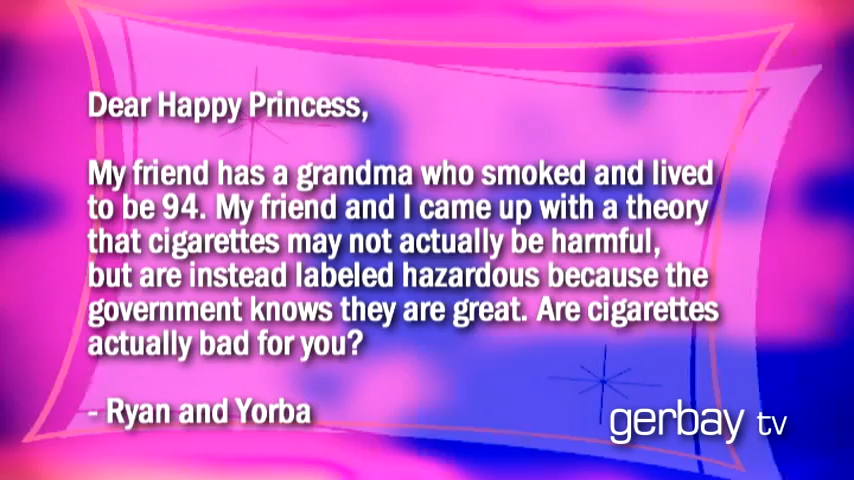 Dear Happy Princess,
My friend has a grandma who smoked and lived
to be 94. My friend and I came up with a theory
that cigarettes may not actually be harmful,
but are instead labeled hazardous because the
government knows they are great. Are cigarettes
actually bad for you?
- Ryan and Yorba
gerbay tv